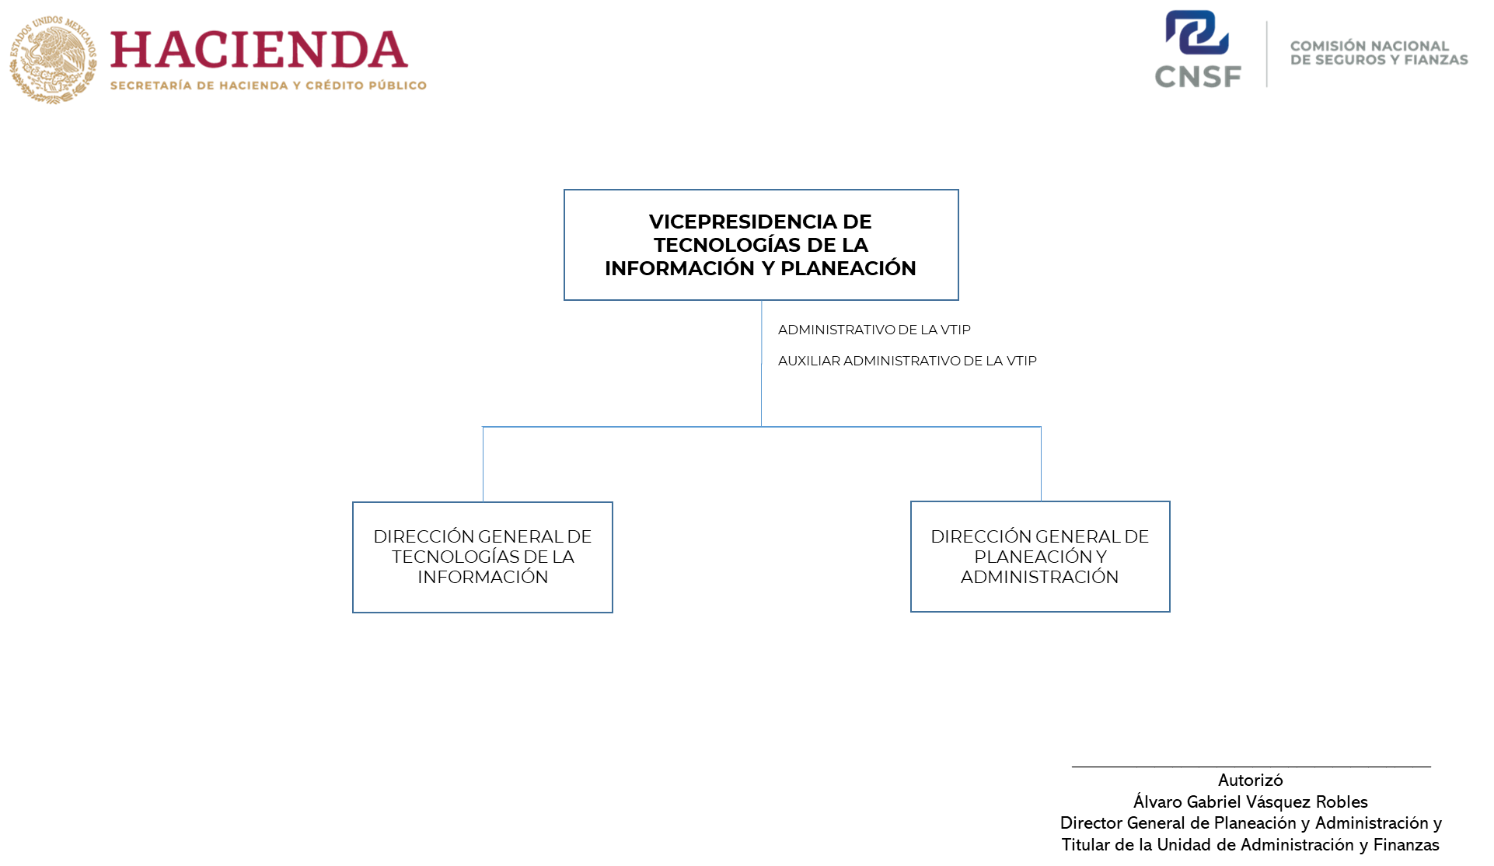 ESTADOS UNIDOS MEXICANOS
HACIENDA
SECRETARÍA DE HACIENDA Y CRÉDITO PÚBLICO
CNSF
COMISIÓN NACIONAL
DE SEGUROS Y FIANZAS
VICEPRESIDENCIA DE
TECNOLOGÍAS DE LA
INFORMACIÓN Y PLANEACIÓN
ADMINISTRATIVO DE LA VTIP
AUXILIAR ADMINISTRATIVO DE LA VTIP
DIRECCIÓN GENERAL DE
TECNOLOGÍAS DE LA
INFORMACIÓN
DIRECCIÓN GENERAL DE
PLANEACIÓN Y
ADMINISTRACIÓN
Autorizó
Álvaro Gabriel Vásquez Robles
Director General de Planeación y Administración y
Titular de la Unidad de Administración y Finanzas